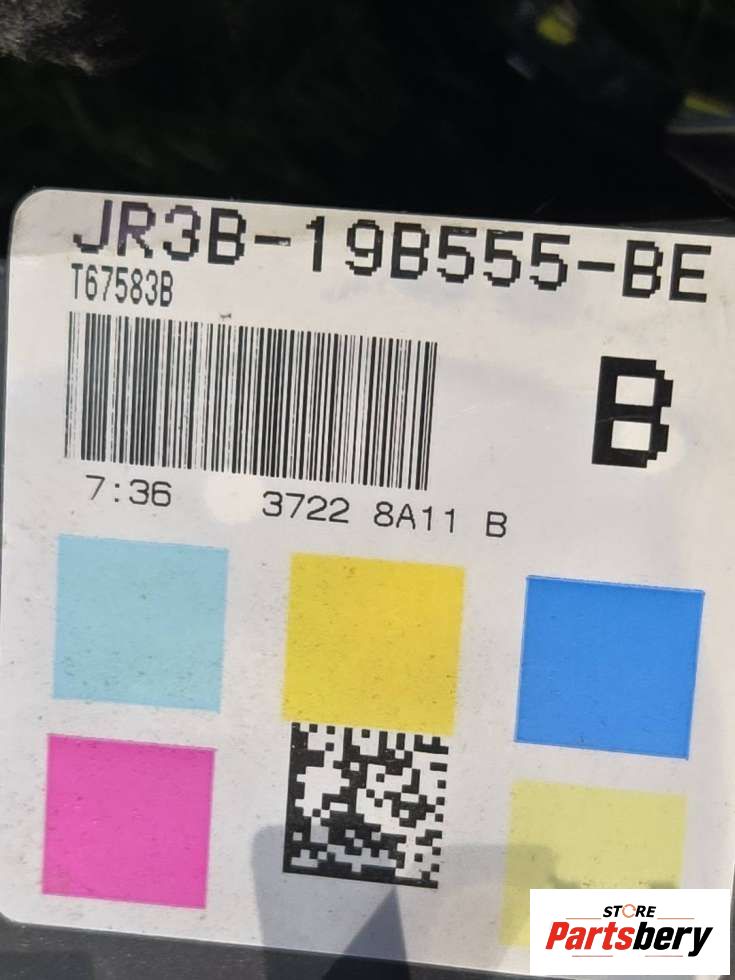 JR3B-19B555-BE
T67583B
B
7:36 3722 8A11 B
STORE
Partsbery